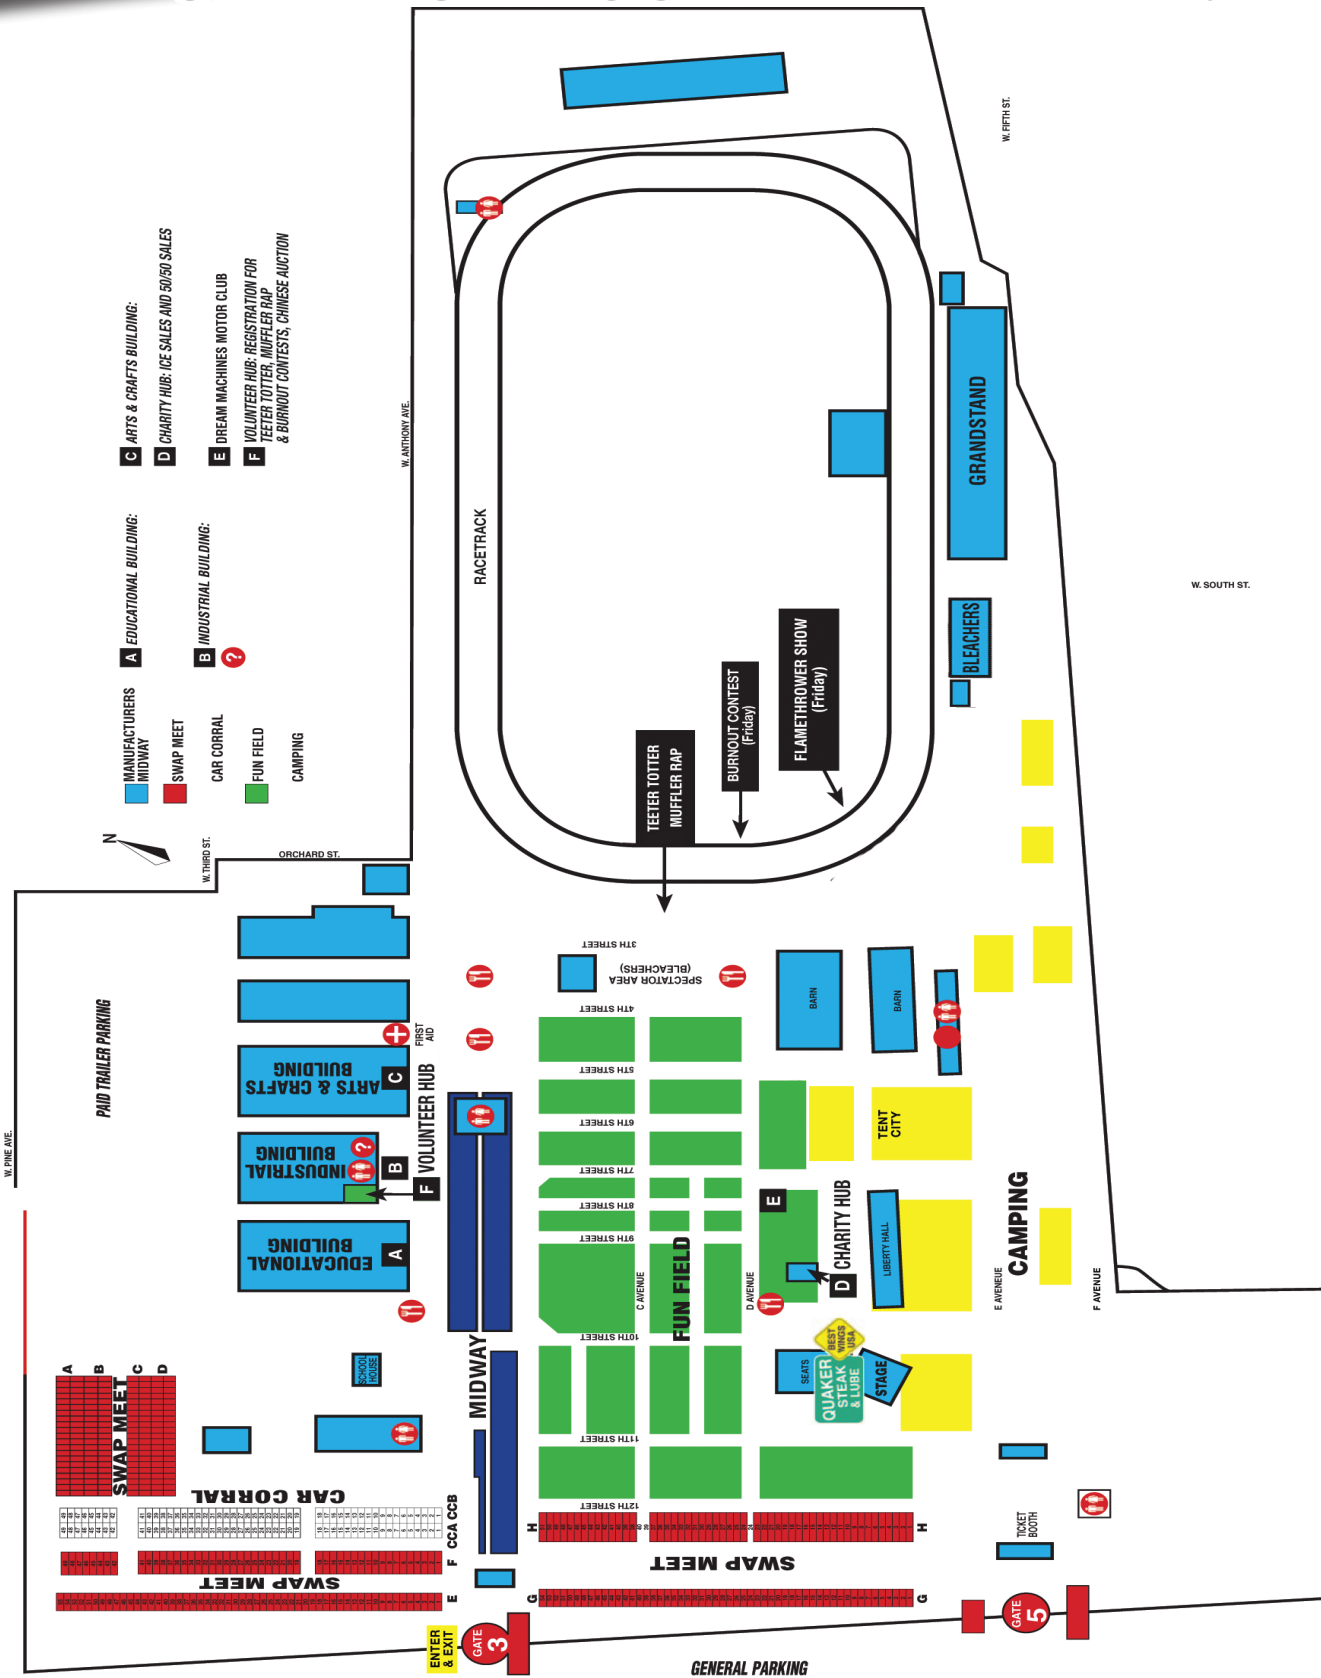 W. FIFTH ST.
C ARTS & CRAFTS BUILDING:
D CHARITY HUB: ICE SALES AND 50/50 SALES
E DREAM MACHINES MOTOR CLUB
F VOLUNTEER HUB: REGISTRATION FOR
TEETER TOTTER, MUFFLER RAP
& BURNOUT CONTESTS, CHINESE AUCTION
A EDUCATIONAL BUILDING:
B INDUSTRIAL BUILDING:
?
MANUFACTURERS
MIDWAY
SWAP MEET
CAR CORRAL
FUN FIELD
CAMPING
N
W. ANTHONY AVE.
RACETRACK
GRANDSTAND
W. SOUTH ST.
BLEACHERS
TEETER TOTTER
MUFFLER RAP
BURNOUT CONTEST
(Friday)
FLAMETHROWER SHOW
(Friday)
W. THIRD ST.
ORCHARD ST.
W. PINE AVE.
PAID TRAILER PARKING
3TH STREET
SPECTATOR AREA
(BLEACHERS)
4TH STREET
5TH STREET
6TH STREET
7TH STREET
8TH STREET
9TH STREET
10TH STREET
11TH STREET
12TH STREET
BARN
BARN
FIRST
AID
ARTS & CRAFTS
BUILDING
C
INDUSTRIAL
BUILDING
?
B
F VOLUNTEER HUB
EDUCATIONAL
BUILDING
A
TENT
CITY
E
D CHARITY HUB
LIBERTY HALL
CAMPING
C AVENUE
FUN FIELD
D AVENUE
E AVENEUE
F AVENUE
MIDWAY
SCHOOL
HOUSE
SEATS
STAGE
QUAKER
STEAK
& LUBE
BEST
WINGS
USA
A
B
C
D
SWAP MEET
CAR CORRAL
CCA CCB
F
E
SWAP MEET
H
H
SWAP MEET
G
G
TICKET
BOOTH
ENTER
& EXIT
GATE
3
GATE
5
GENERAL PARKING